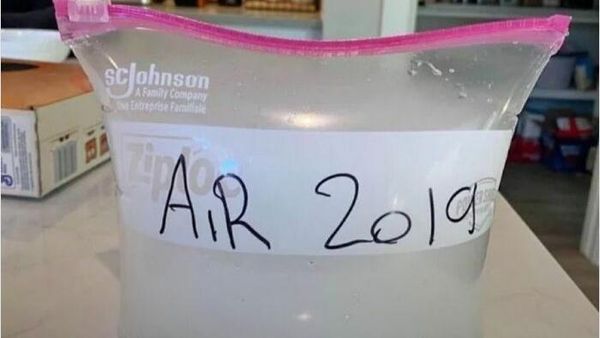 SCJohnson
A Family Company
Une Entreprise Familiale
Ziploc
AIR 2019